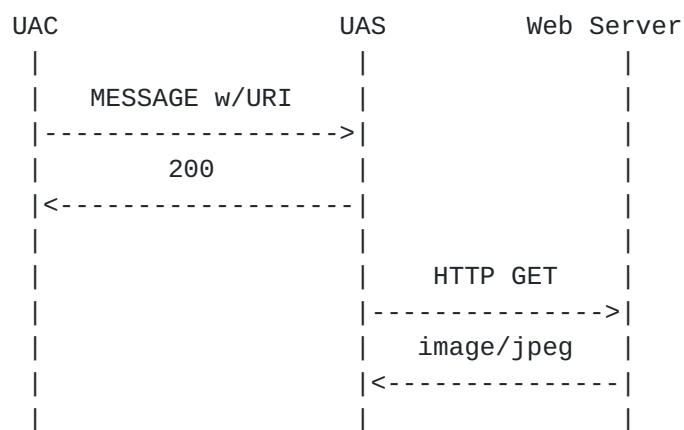 UAC UAS Web Server
MESSAGE w/URI
200
HTTP GET
image/jpeg